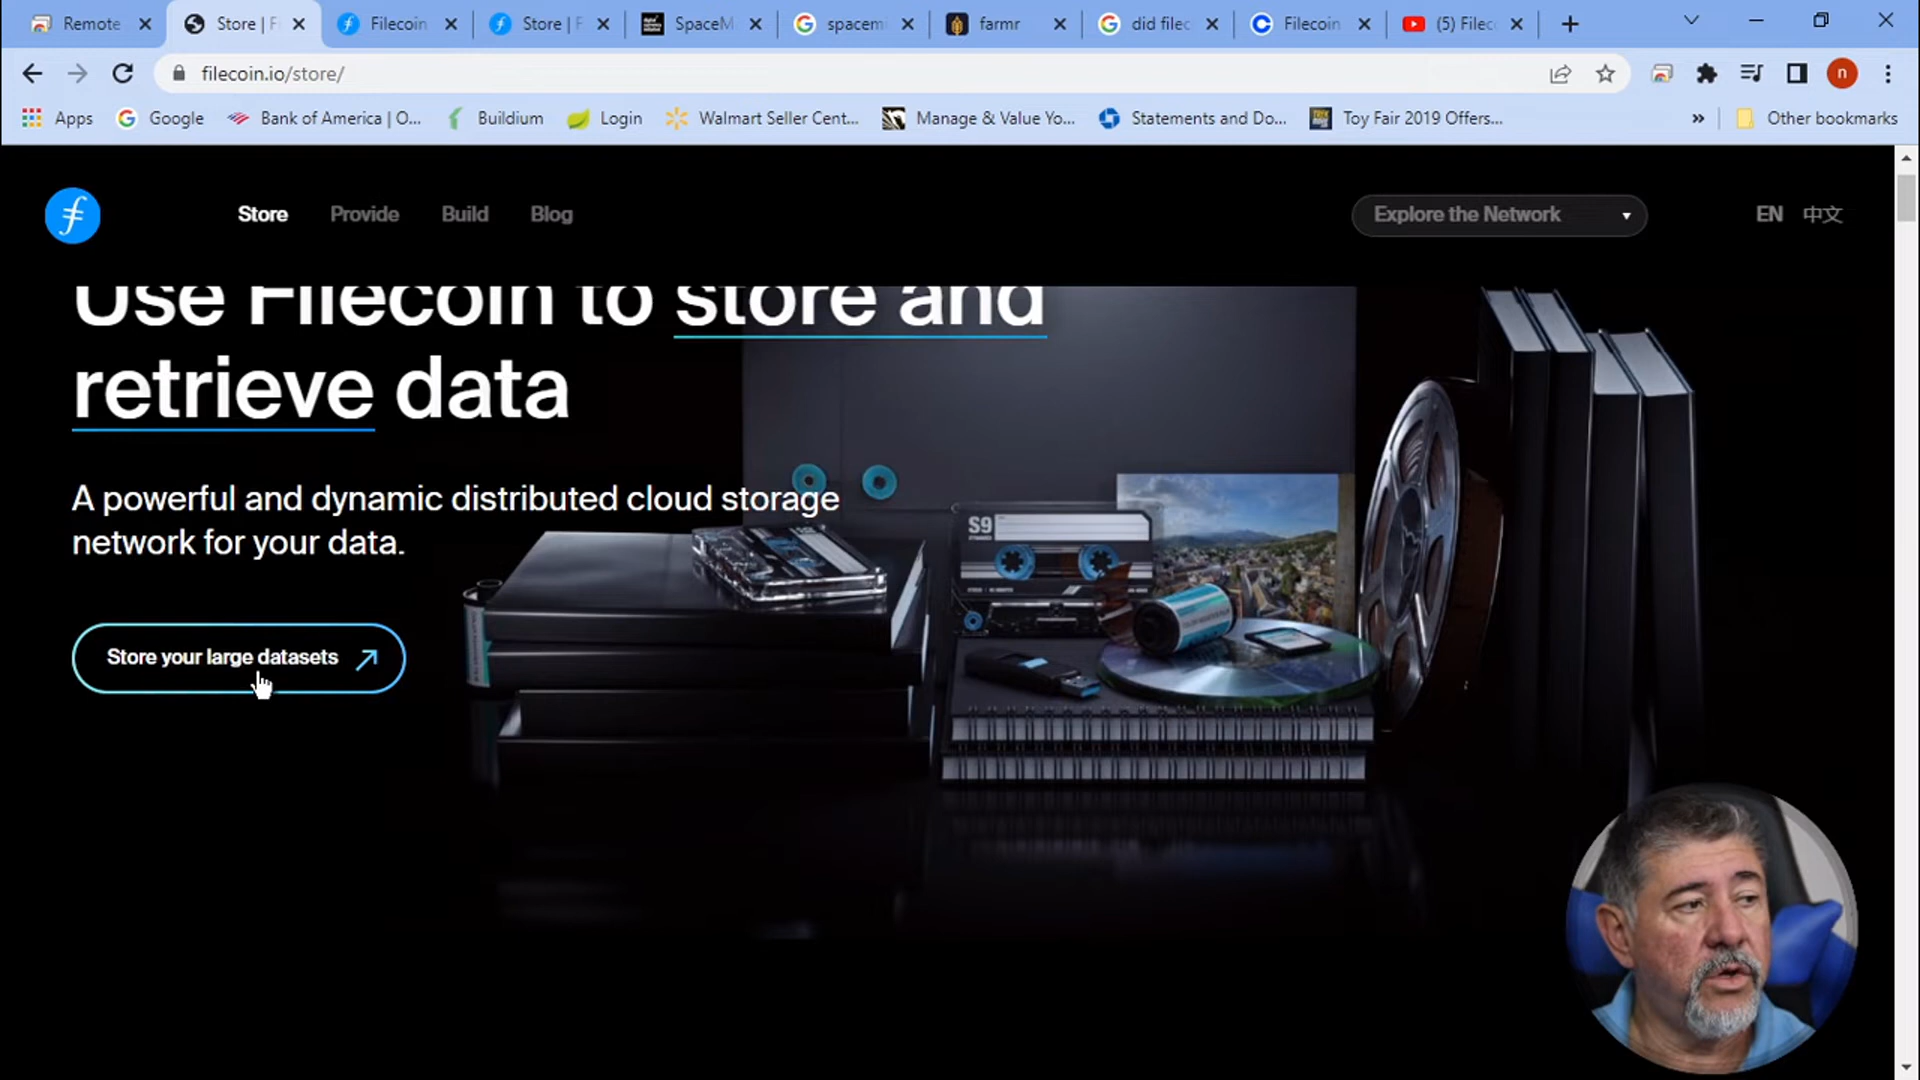 Remote
Store | F
Filecoin
Store | F
SpaceM
spacemi
farmr
did filec
Filecoin
(5) Filec
filecoin.io/store/
n
Apps
Google
Bank of America | O...
Buildium
Login
Walmart Seller Cent...
Manage & Value Yo...
Statements and Do...
Toy Fair 2019 Offers...
»
Other bookmarks
Store
Provide
Build
Blog
Explore the Network
EN
中文
Use Filecoin to store and
retrieve data
A powerful and dynamic distributed cloud storage
network for your data.
Store your large datasets
S9